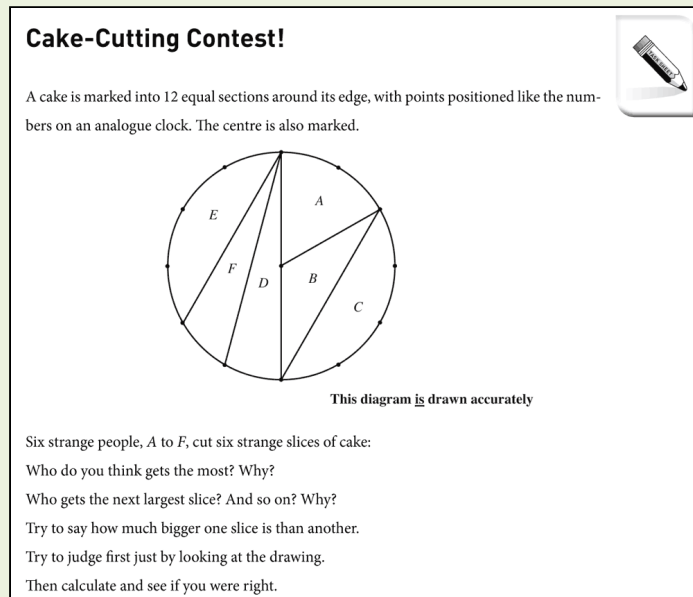 Cake-Cutting Contest!
TASK SHEET
A cake is marked into 12 equal sections around its edge, with points positioned like the num-
bers on an analogue clock. The centre is also marked.
A
E
F
D
B
C
This diagram is drawn accurately
Six strange people, A to F, cut six strange slices of cake:
Who do you think gets the most? Why?
Who gets the next largest slice? And so on? Why?
Try to say how much bigger one slice is than another.
Try to judge first just by looking at the drawing.
Then calculate and see if you were right.